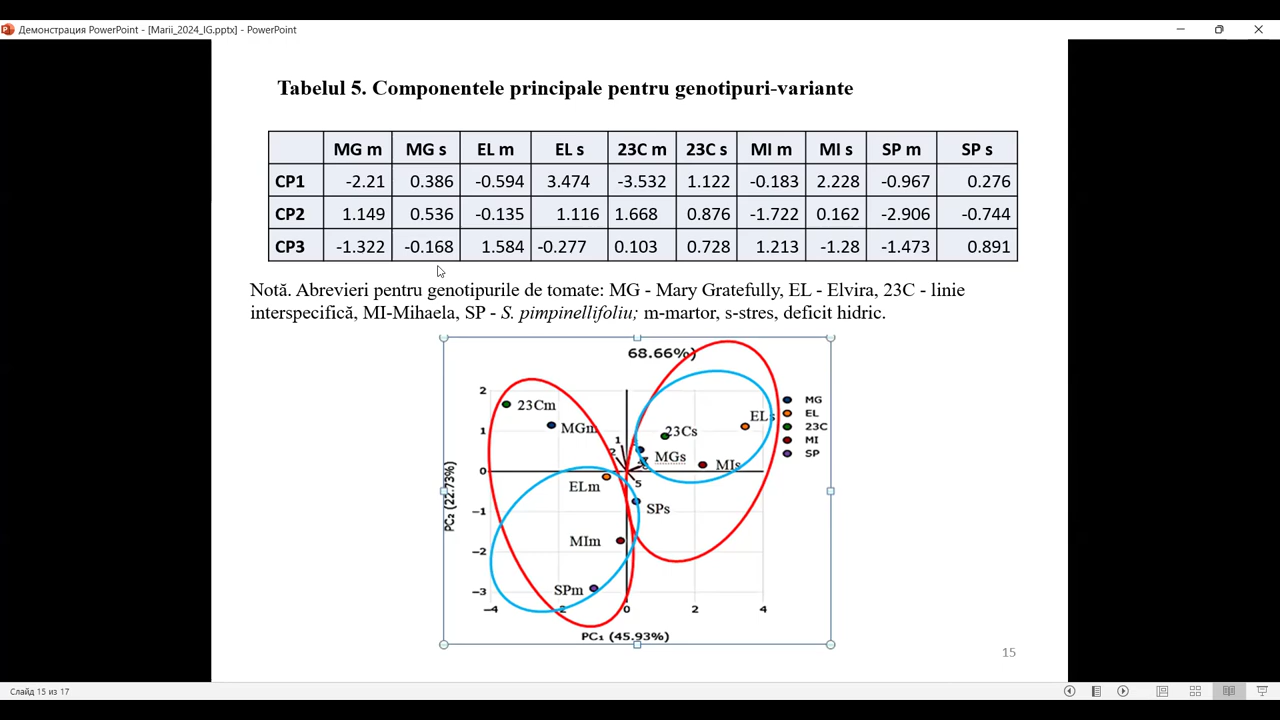 Демонстрация PowerPoint - [Marii_2024_IG.pptx] - PowerPoint
Tabelul 5. Componentele principale pentru genotipuri-variante
MG m MG s EL m EL s 23C m 23C s MI m MI s SP m SP s
CP1 -2.21 0.386 -0.594 3.474 -3.532 1.122 -0.183 2.228 -0.967 0.276
CP2 1.149 0.536 -0.135 1.116 1.668 0.876 -1.722 0.162 -2.906 -0.744
CP3 -1.322 -0.168 1.584 -0.277 0.103 0.728 1.213 -1.28 -1.473 0.891
Notă. Abrevieri pentru genotipurile de tomate: MG - Mary Gratefully, EL - Elvira, 23C - linie
interspecifică, MI-Mihaela, SP - S. pimpinellifoliu; m-martor, s-stres, deficit hidric.
68.66%)
2
23Cm
MG
ELs
EL
1
MGm
23Cs
23C
1
MI
2
MGs
SP
0
MIs
ELm
5
−1
SPs
PC₂ (22.73%)
MIm
−2
SPm
−3
−4 2 0 2 4
PC₁ (45.93%)
15
Слайд 15 из 17